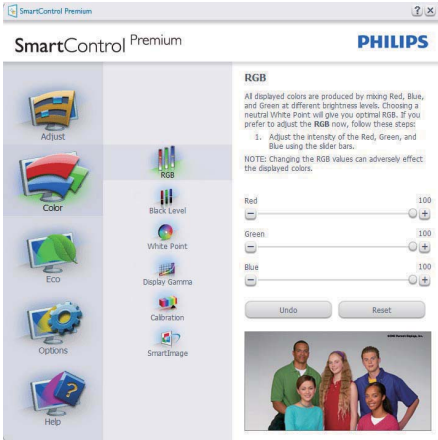 SmartControl Premium
SmartControl Premium
PHILIPS
Adjust
Color
Eco
Options
Help
RGB
Black Level
White Point
Display Gamma
Calibration
SmartImage
RGB
All displayed colors are produced by mixing Red, Blue,
and Green at different brightness levels. Choosing a
neutral White Point will give you optimal RGB. If you
prefer to adjust the RGB now, follow these steps:
1. Adjust the intensity of the Red, Green, and
Blue using the slider bars.
NOTE: Changing the RGB values can adversely effect
the displayed colors.
Red 100
Green 100
Blue 100
Undo Reset